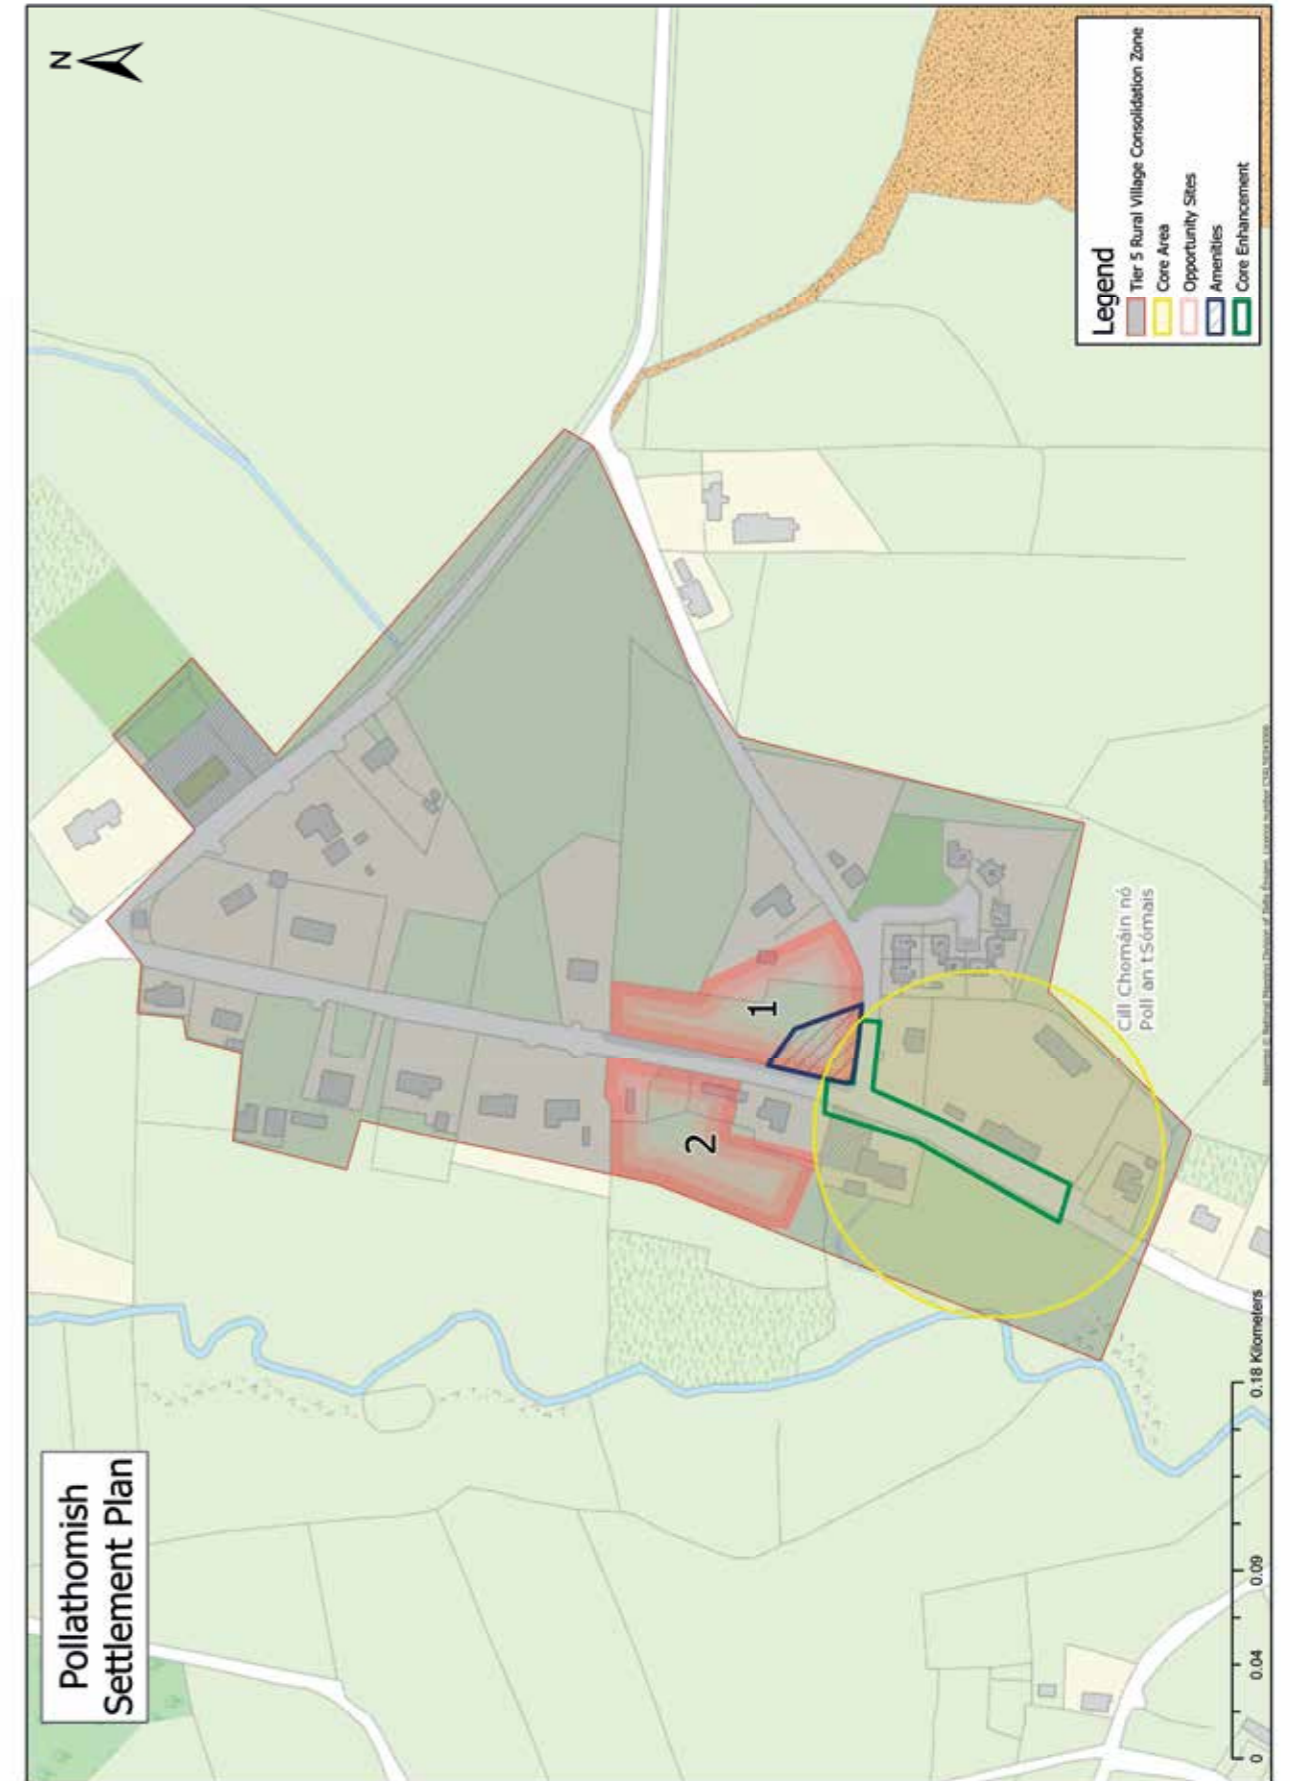 Pollathomish
Settlement Plan
N
1
2
Cill Chomáin nó
Poll an tSómais
Legend
Tier 5 Rural Village Consolidation Zone
Core Area
Opportunity Sites
Amenities
Core Enhancement
0 0.04 0.09 0.18 Kilometers